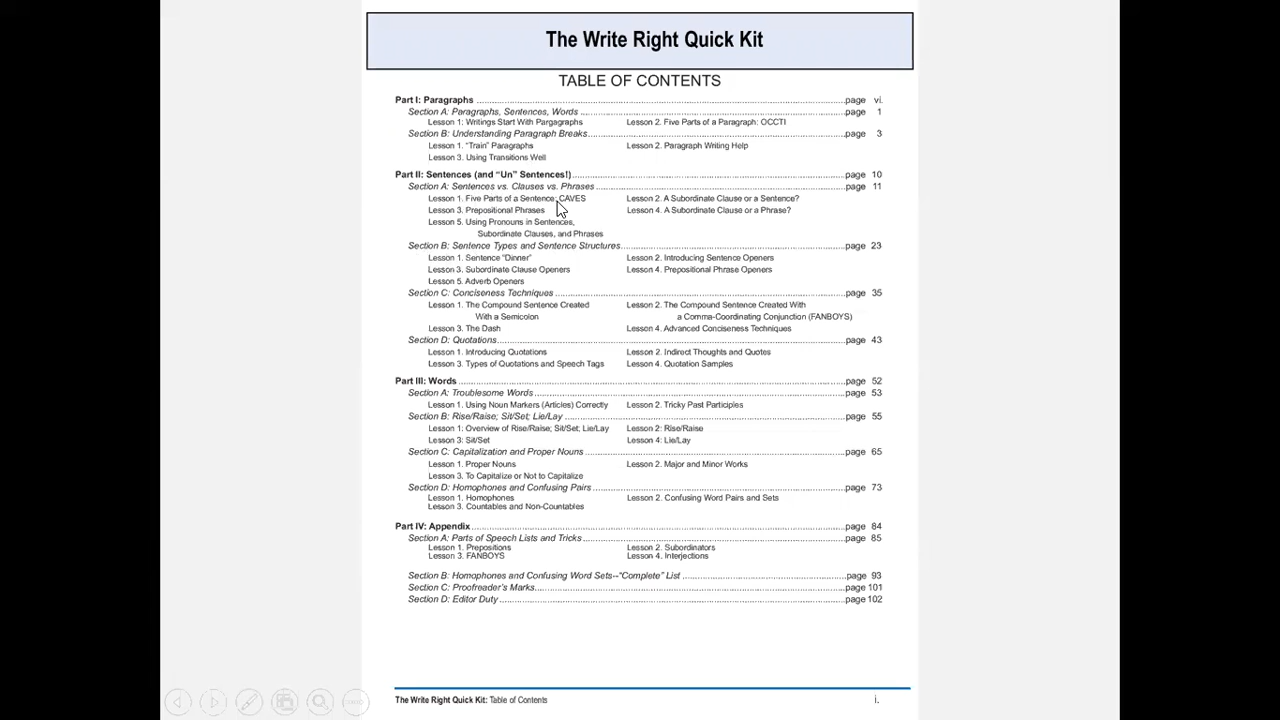 The Write Right Quick Kit
TABLE OF CONTENTS
Part I: Paragraphs ....................page vi.
Section A: Paragraphs, Sentences, Words ....................page 1
Lesson 1: Writings Start With Pargagraphs Lesson 2. Five Parts of a Paragraph: OCCTI
Section B: Understanding Paragraph Breaks....................page 3
Lesson 1. “Train” Paragraphs Lesson 2. Paragraph Writing Help
Lesson 3. Using Transitions Well
Part II: Sentences (and “Un” Sentences!)....................page 10
Section A: Sentences vs. Clauses vs. Phrases ....................page 11
Lesson 1. Five Parts of a Sentence: CAVES Lesson 2. A Subordinate Clause or a Sentence?
Lesson 3. Prepositional Phrases Lesson 4. A Subordinate Clause or a Phrase?
Lesson 5. Using Pronouns in Sentences,
Subordinate Clauses, and Phrases
Section B: Sentence Types and Sentence Structures....................page 23
Lesson 1. Sentence “Dinner” Lesson 2. Introducing Sentence Openers
Lesson 3. Subordinate Clause Openers Lesson 4. Prepositional Phrase Openers
Lesson 5. Adverb Openers
Section C: Conciseness Techniques ....................page 35
Lesson 1. The Compound Sentence Created Lesson 2. The Compound Sentence Created With
With a Semicolon a Comma-Coordinating Conjunction (FANBOYS)
Lesson 3. The Dash Lesson 4. Advanced Conciseness Techniques
Section D: Quotations....................page 43
Lesson 1. Introducing Quotations Lesson 2. Indirect Thoughts and Quotes
Lesson 3. Types of Quotations and Speech Tags Lesson 4. Quotation Samples
Part III: Words ....................page 52
Section A: Troublesome Words ....................page 53
Lesson 1. Using Noun Markers (Articles) Correctly Lesson 2. Tricky Past Participles
Section B: Rise/Raise; Sit/Set; Lie/Lay ....................page 55
Lesson 1: Overview of Rise/Raise; Sit/Set; Lie/Lay Lesson 2: Rise/Raise
Lesson 3: Sit/Set Lesson 4: Lie/Lay
Section C: Capitalization and Proper Nouns ....................page 65
Lesson 1. Proper Nouns Lesson 2. Major and Minor Works
Lesson 3. To Capitalize or Not to Capitalize
Section D: Homophones and Confusing Pairs ....................page 73
Lesson 1. Homophones Lesson 2. Confusing Word Pairs and Sets
Lesson 3. Countables and Non-Countables
Part IV: Appendix....................page 84
Section A: Parts of Speech Lists and Tricks ....................page 85
Lesson 1. Prepositions Lesson 2. Subordinators
Lesson 3. FANBOYS Lesson 4. Interjections
Section B: Homophones and Confusing Word Sets--“Complete” List ....................page 93
Section C: Proofreader’s Marks....................page 101
Section D: Editor Duty ....................page 102
The Write Right Quick Kit: Table of Contents i.